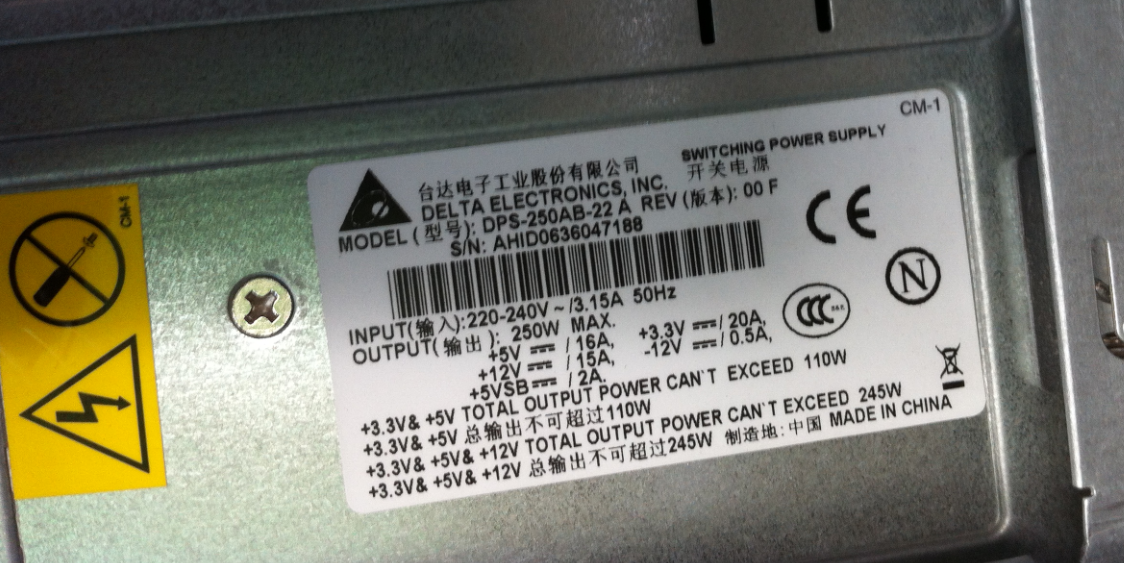 CM-1
CM-1
SWITCHING POWER SUPPLY
开关电源
台达电子工业股份有限公司
DELTA ELECTRONICS, INC.
MODEL (型号): DPS-250AB-22 A REV (版本): 00 F
S/N: AHID0636047188
INPUT(输入):220-240V ~ /3.15A 50Hz
OUTPUT(输出): 250W MAX.
+5V ⎓ / 16A, +3.3V ⎓ / 20A,
+12V ⎓ / 15A, -12V ⎓ / 0.5A,
+5VSB ⎓ / 2A.
+3.3V& +5V TOTAL OUTPUT POWER CAN`T EXCEED 110W
+3.3V& +5V 总输出不可超过110W
+3.3V& +5V& +12V TOTAL OUTPUT POWER CAN`T EXCEED 245W
+3.3V& +5V& +12V 总输出不可超过245W 制造地:中国 MADE IN CHINA
CE
N
CCC